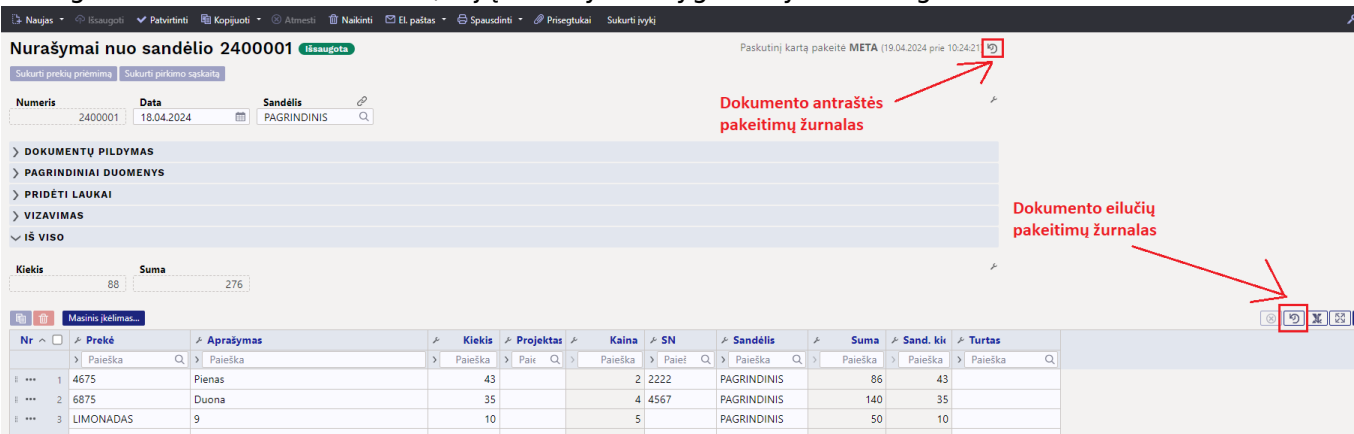 Naujas Išsaugoti Patvirtinti Kopijuoti Atmesti Naikinti El. paštas Spausdinti Prisegtukai Sukurti įvykį
Nurašymai nuo sandėlio 2400001 Išsaugota
Paskutinį kartą pakeitė META (19.04.2024 prie 10:24:21
Sukurti prekių priėmimą Sukurti pirkimo sąskaitą
Numeris Data Sandėlis
2400001 18.04.2024 PAGRINDINIS
Dokumento antraštės
pakeitimų žurnalas
DOKUMENTŲ PILDYMAS
PAGRINDINIAI DUOMENYS
PRIDĖTI LAUKAI
VIZAVIMAS
IŠ VISO
Dokumento eilučių
pakeitimų žurnalas
Kiekis Suma
88 276
Masinis įkėlimas...
Nr Prekė Aprašymas Kiekis Projektas Kaina SN Sandėlis Suma Sand. kie Turtas
Paieška Paieška Paieška Paie Paieška Paieš Paieška Paieška Paieška Paieška
1 4675 Pienas 43 2 2222 PAGRINDINIS 86 43
2 6875 Duona 35 4 4567 PAGRINDINIS 140 35
3 LIMONADAS 9 10 5 PAGRINDINIS 50 10